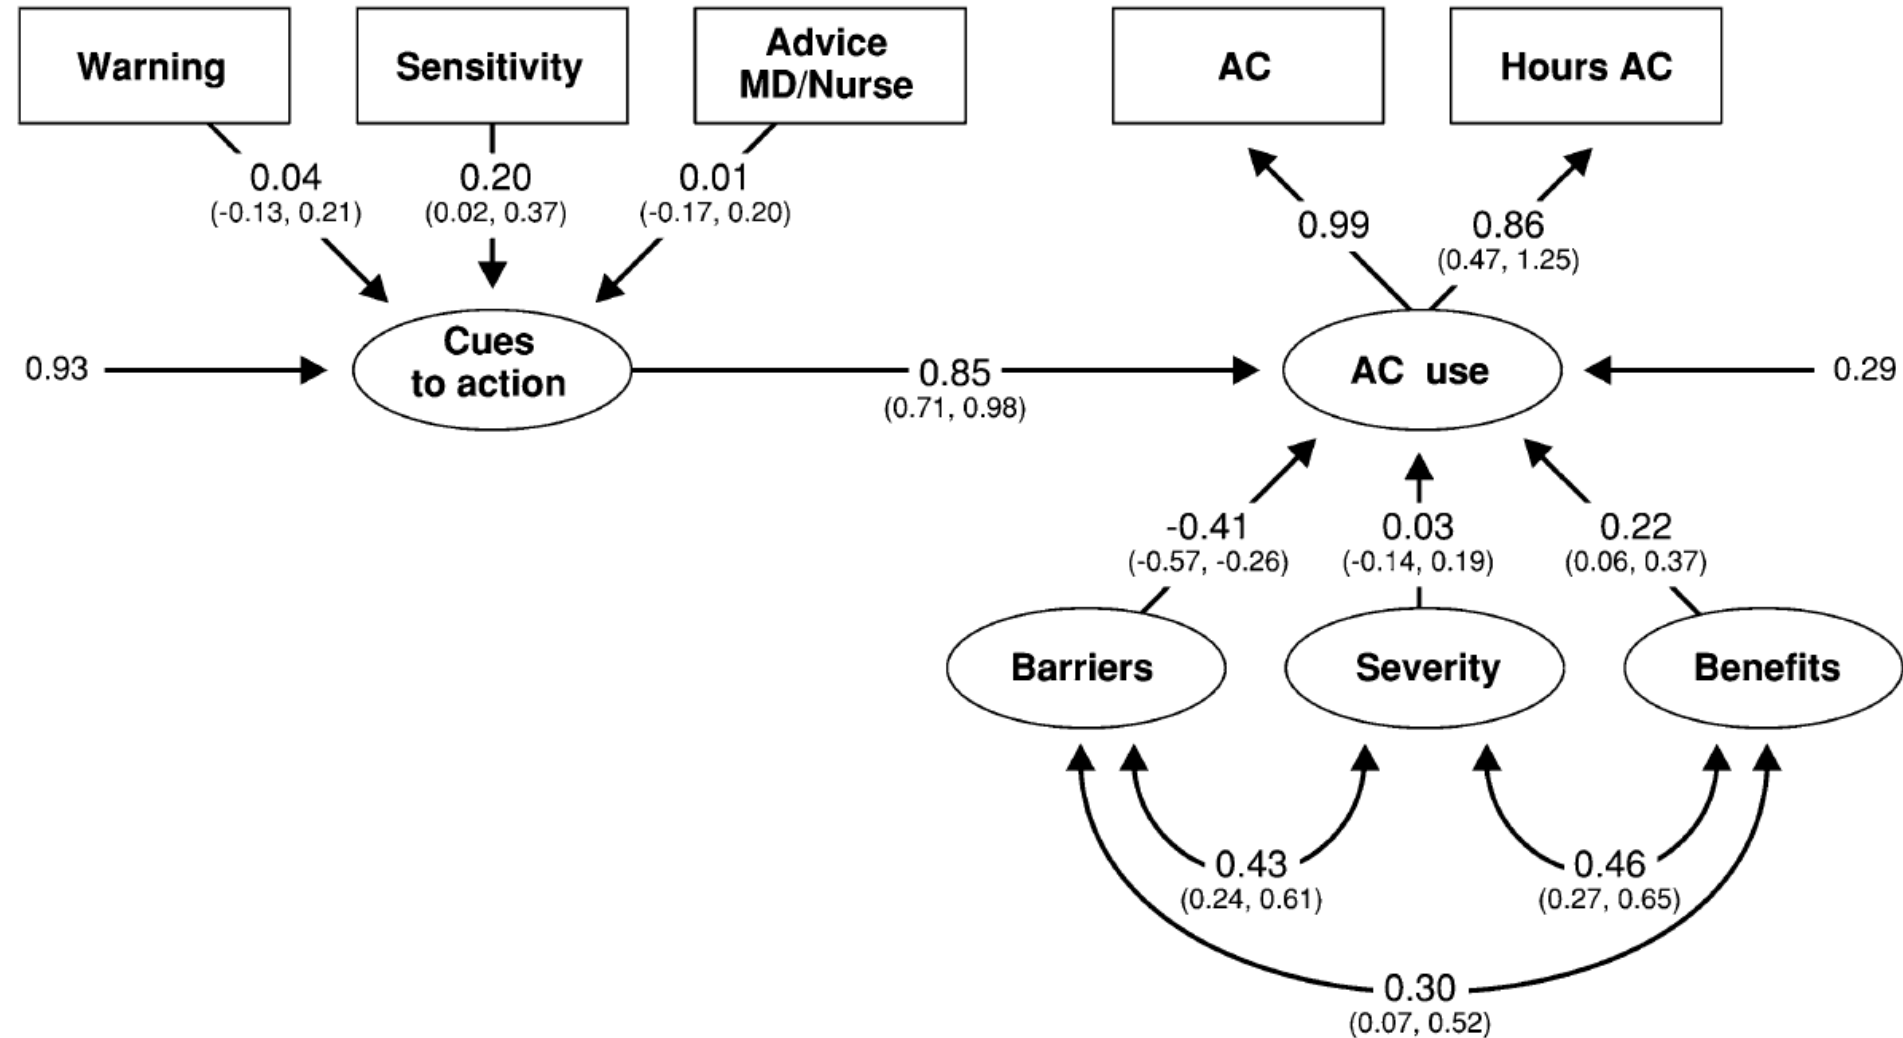 Warning
Sensitivity
Advice
MD/Nurse
AC
Hours AC
0.04
(-0.13, 0.21)
0.20
(0.02, 0.37)
0.01
(-0.17, 0.20)
0.99
0.86
(0.47, 1.25)
0.93
Cues
to action
0.85
(0.71, 0.98)
AC use
0.29
-0.41
(-0.57, -0.26)
0.03
(-0.14, 0.19)
0.22
(0.06, 0.37)
Barriers
Severity
Benefits
0.43
(0.24, 0.61)
0.46
(0.27, 0.65)
0.30
(0.07, 0.52)